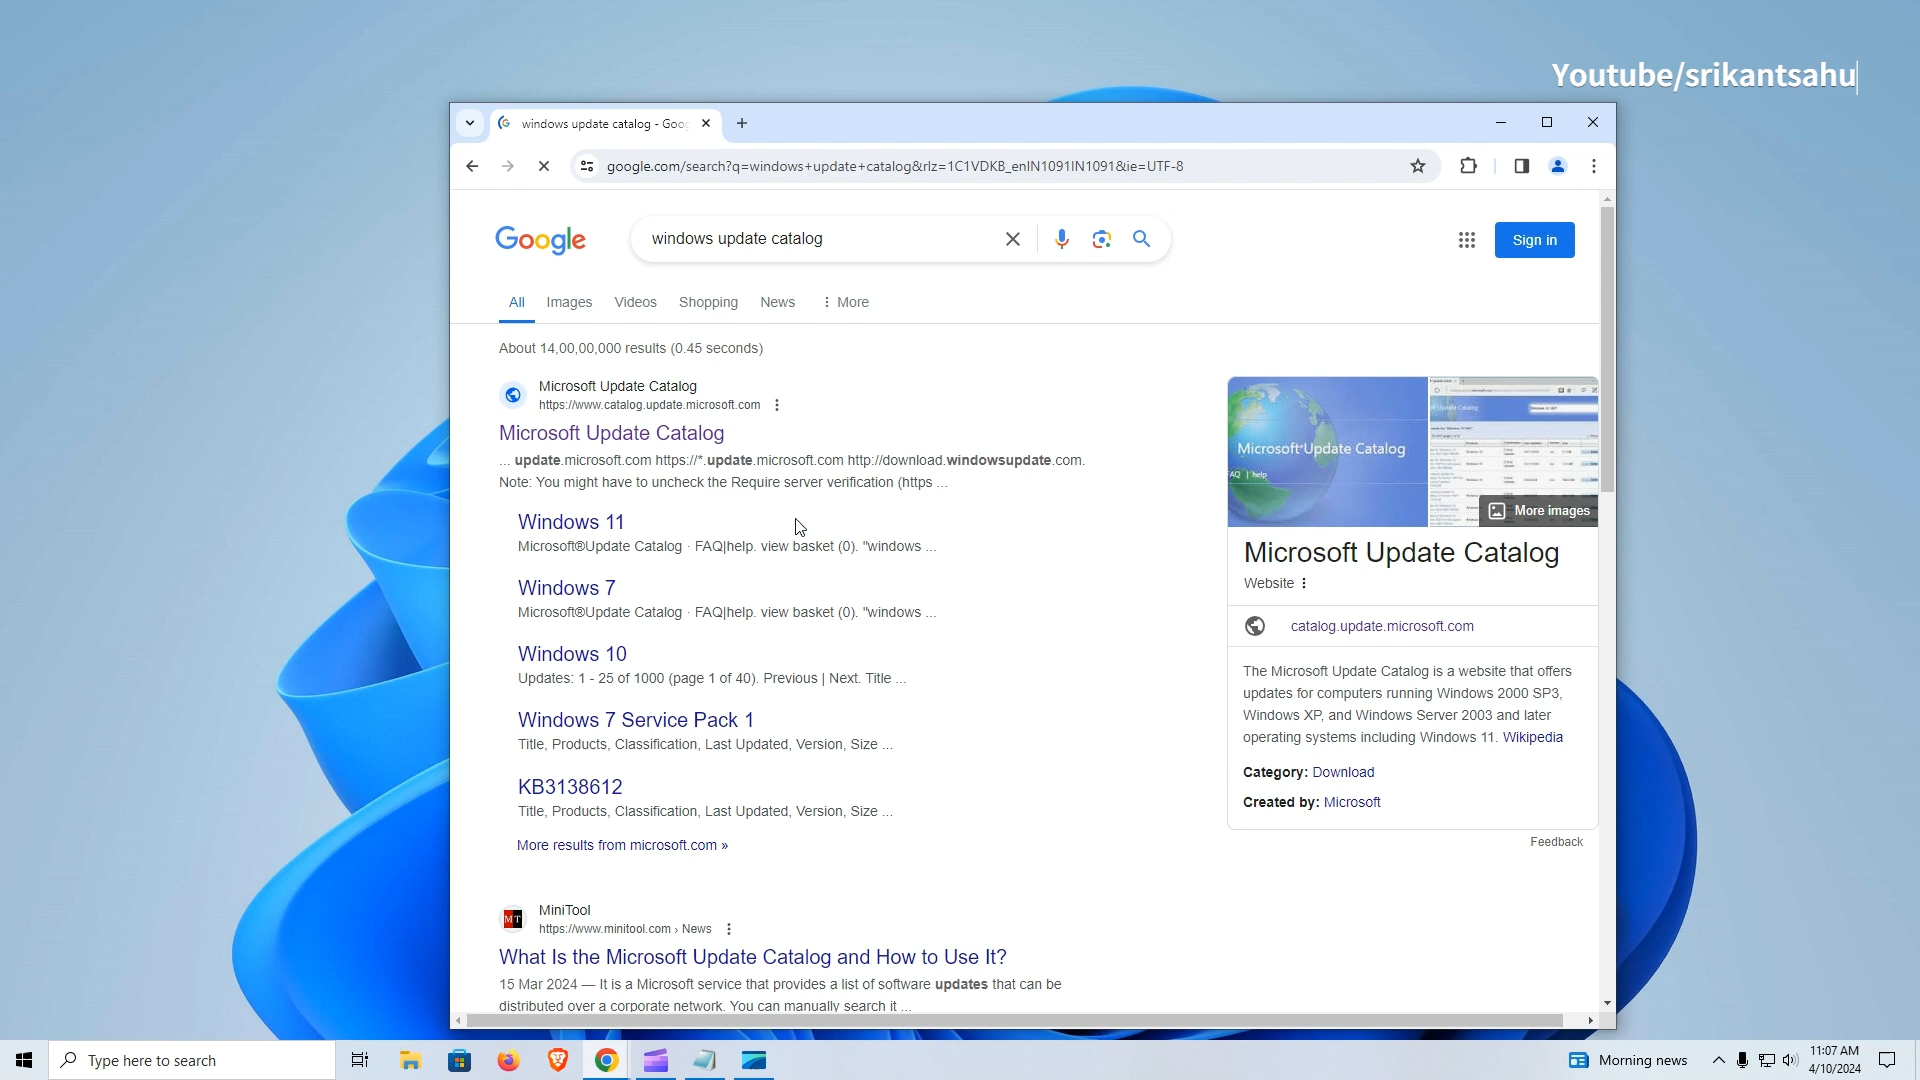 Youtube/srikantsahu
windows update catalog - Goog
google.com/search?q=windows+update+catalog&rlz=1C1VDKB_enIN1091IN1091&ie=UTF-8
Google
windows update catalog
Sign in
All Images Videos Shopping News More
About 14,00,00,000 results (0.45 seconds)
Microsoft Update Catalog
https://www.catalog.update.microsoft.com
Microsoft Update Catalog
... update.microsoft.com https://*.update.microsoft.com http://download.windowsupdate.com.
Note: You might have to uncheck the Require server verification (https ...
Windows 11
Microsoft®Update Catalog · FAQ|help. view basket (0). "windows ...
Windows 7
Microsoft®Update Catalog · FAQ|help. view basket (0). "windows ...
Windows 10
Updates: 1 - 25 of 1000 (page 1 of 40). Previous | Next. Title ...
Windows 7 Service Pack 1
Title, Products, Classification, Last Updated, Version, Size ...
KB3138612
Title, Products, Classification, Last Updated, Version, Size ...
More results from microsoft.com »
MT
MiniTool
https://www.minitool.com › News
What Is the Microsoft Update Catalog and How to Use It?
15 Mar 2024 — It is a Microsoft service that provides a list of software updates that can be
distributed over a corporate network. You can manually search it ...
Microsoft®Update Catalog
FAQ | help
More images
Microsoft Update Catalog
Website
catalog.update.microsoft.com
The Microsoft Update Catalog is a website that offers
updates for computers running Windows 2000 SP3,
Windows XP, and Windows Server 2003 and later
operating systems including Windows 11. Wikipedia
Category: Download
Created by: Microsoft
Feedback
Type here to search
Morning news
11:07 AM
4/10/2024